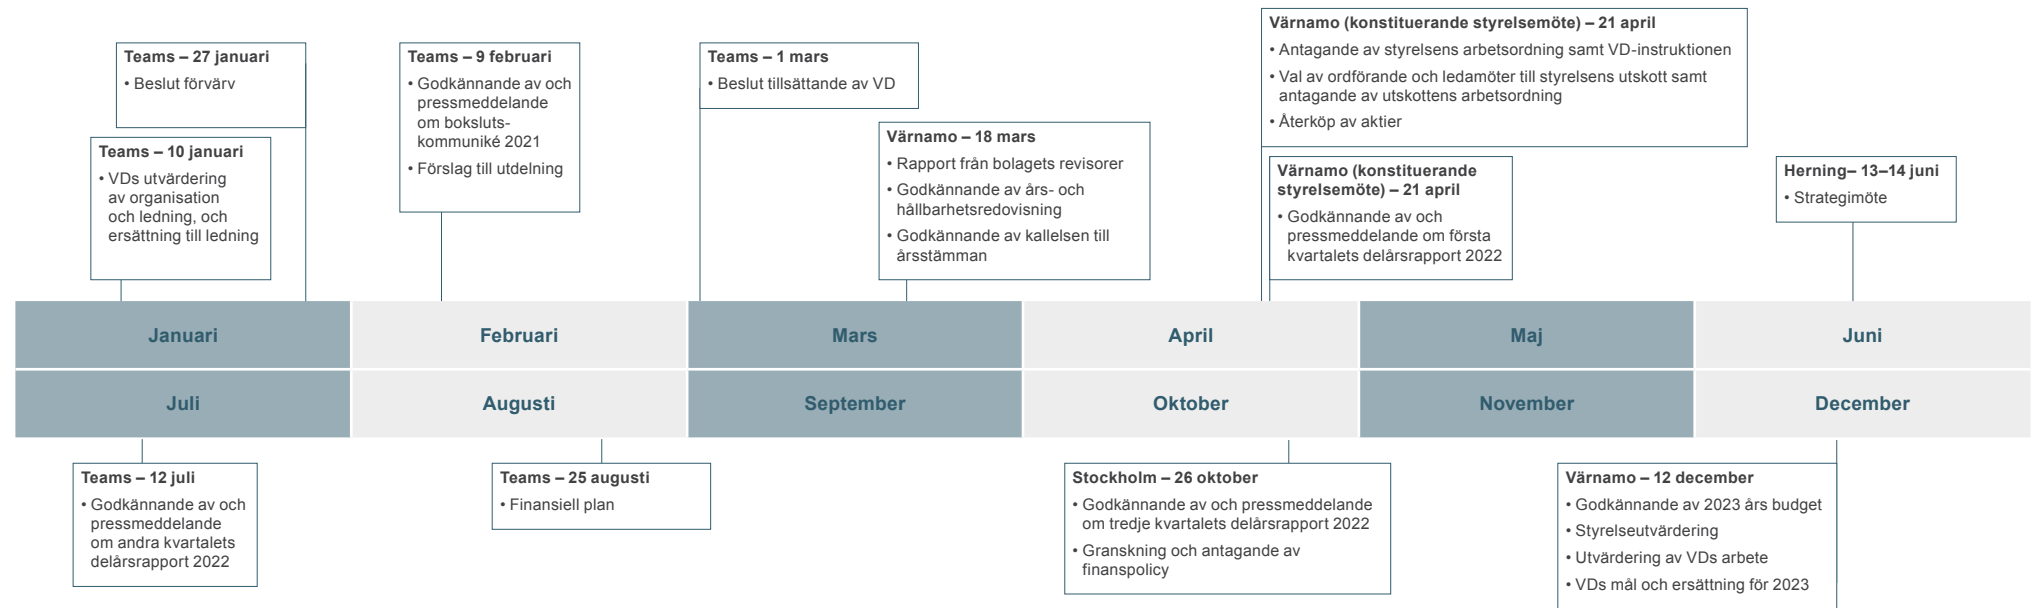 Teams – 27 januari
• Beslut förvärv
Teams – 10 januari
• VDs utvärdering
av organisation
och ledning, och
ersättning till ledning
Teams – 9 februari
• Godkännande av och
pressmeddelande
om boksluts-
kommuniké 2021
• Förslag till utdelning
Teams – 1 mars
• Beslut tillsättande av VD
Värnamo – 18 mars
• Rapport från bolagets revisorer
• Godkännande av års- och
hållbarhetsredovisning
• Godkännande av kallelsen till
årsstämman
Värnamo (konstituerande styrelsemöte) – 21 april
• Antagande av styrelsens arbetsordning samt VD-instruktionen
• Val av ordförande och ledamöter till styrelsens utskott samt
antagande av utskottens arbetsordning
• Återköp av aktier
Värnamo (konstituerande
styrelsemöte) – 21 april
• Godkännande av och
pressmeddelande om första
kvartalets delårsrapport 2022
Herning– 13–14 juni
• Strategimöte
Januari
Februari
Mars
April
Maj
Juni
Juli
Augusti
September
Oktober
November
December
Teams – 12 juli
• Godkännande av och
pressmeddelande
om andra kvartalets
delårsrapport 2022
Teams – 25 augusti
• Finansiell plan
Stockholm – 26 oktober
• Godkännande av och pressmeddelande
om tredje kvartalets delårsrapport 2022
• Granskning och antagande av
finanspolicy
Värnamo – 12 december
• Godkännande av 2023 års budget
• Styrelseutvärdering
• Utvärdering av VDs arbete
• VDs mål och ersättning för 2023